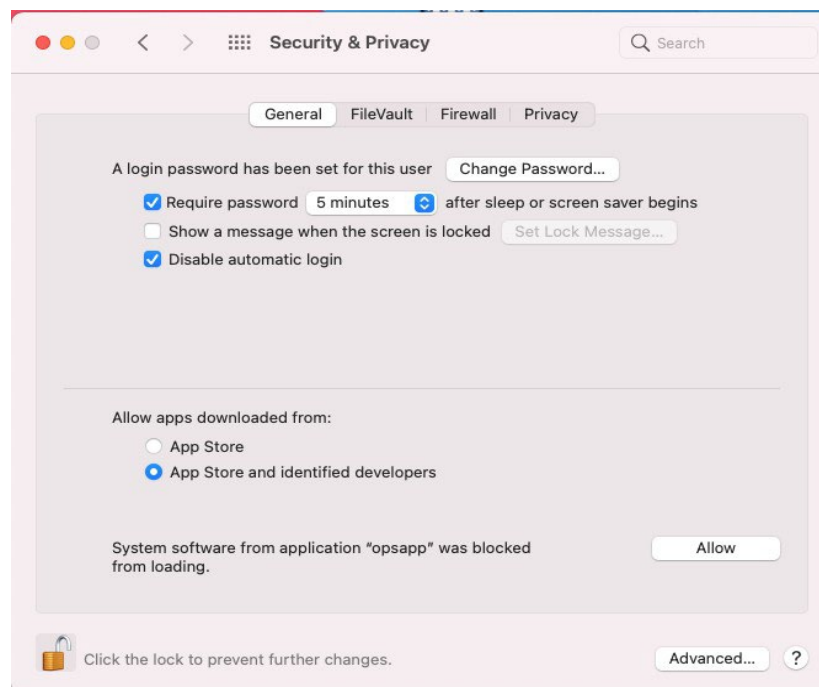 Security & Privacy
Search
General FileVault Firewall Privacy
A login password has been set for this user Change Password...
Require password 5 minutes after sleep or screen saver begins
Show a message when the screen is locked Set Lock Message...
Disable automatic login
Allow apps downloaded from:
App Store
App Store and identified developers
System software from application “opsapp” was blocked Allow
from loading.
Click the lock to prevent further changes. Advanced... ?